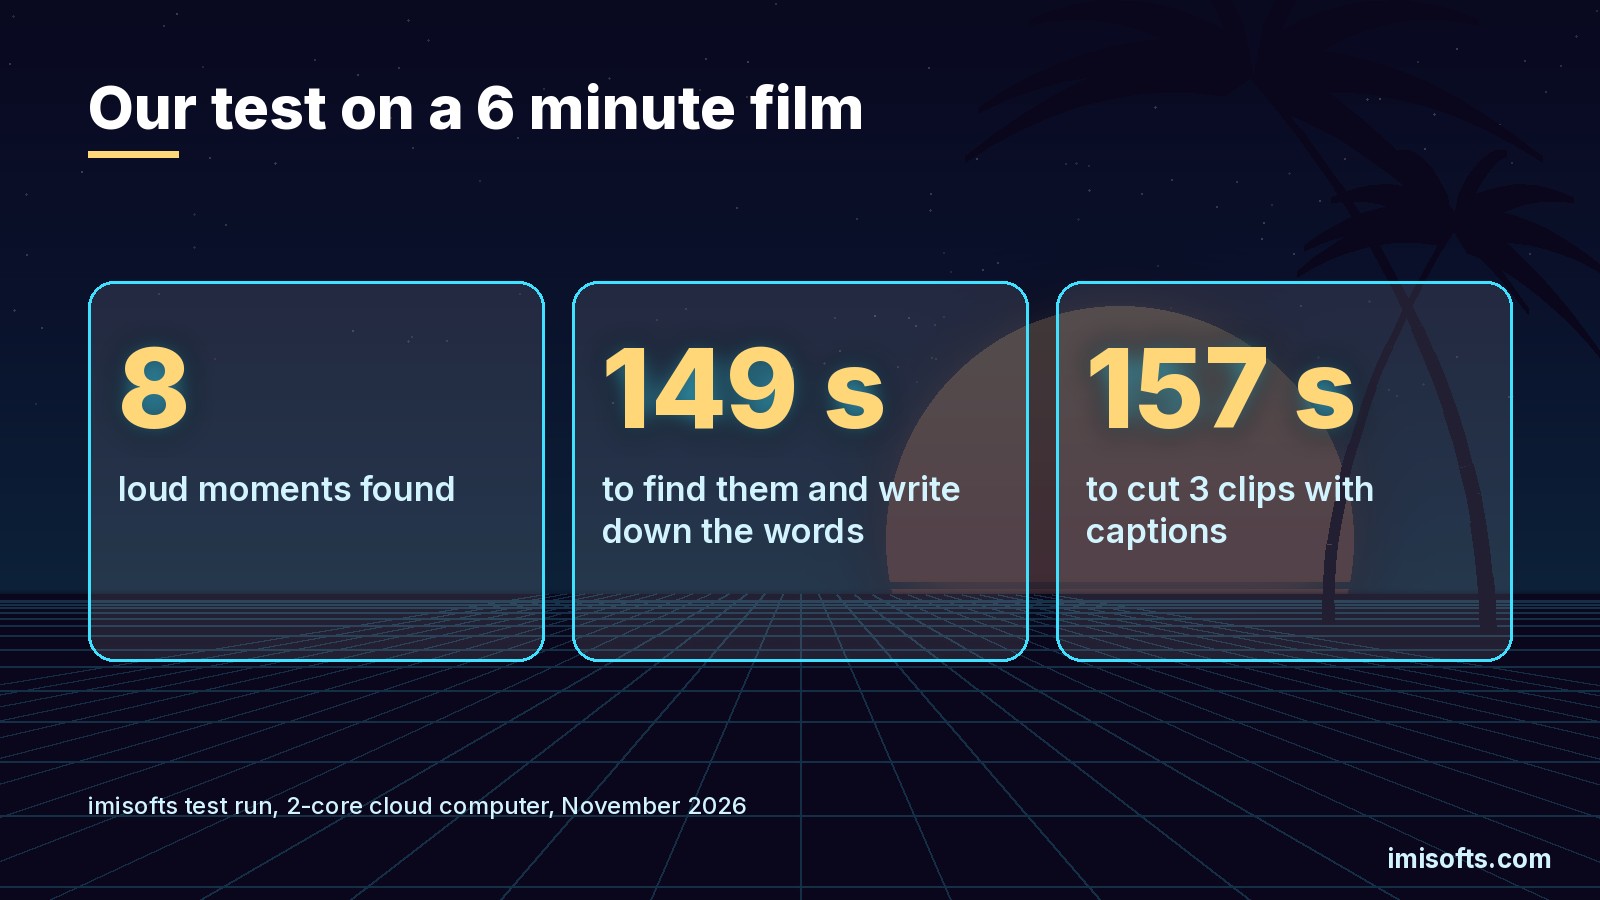 Our test on a 6 minute film
8
loud moments found
149 s
to find them and write
down the words
157 s
to cut 3 clips with
captions
imisofts test run, 2-core cloud computer, November 2026
imisofts.com